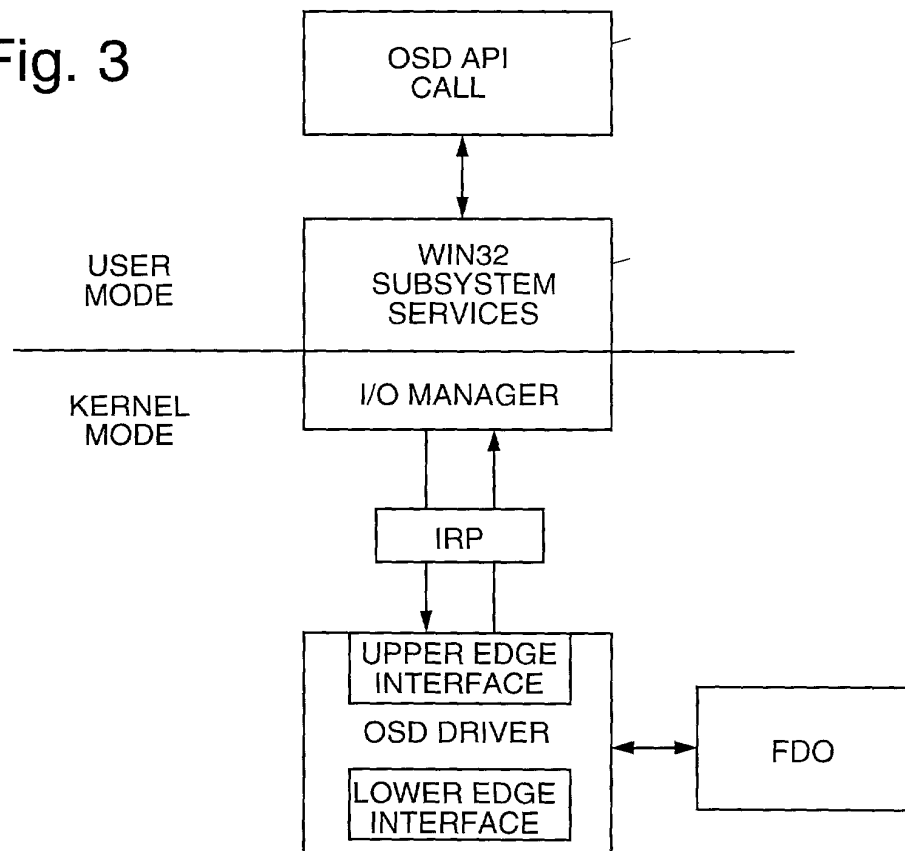 Fig. 3
OSD API
CALL
USER
MODE
WIN32
SUBSYSTEM
SERVICES
KERNEL
MODE
I/O MANAGER
IRP
UPPER EDGE
INTERFACE
OSD DRIVER
FDO
LOWER EDGE
INTERFACE